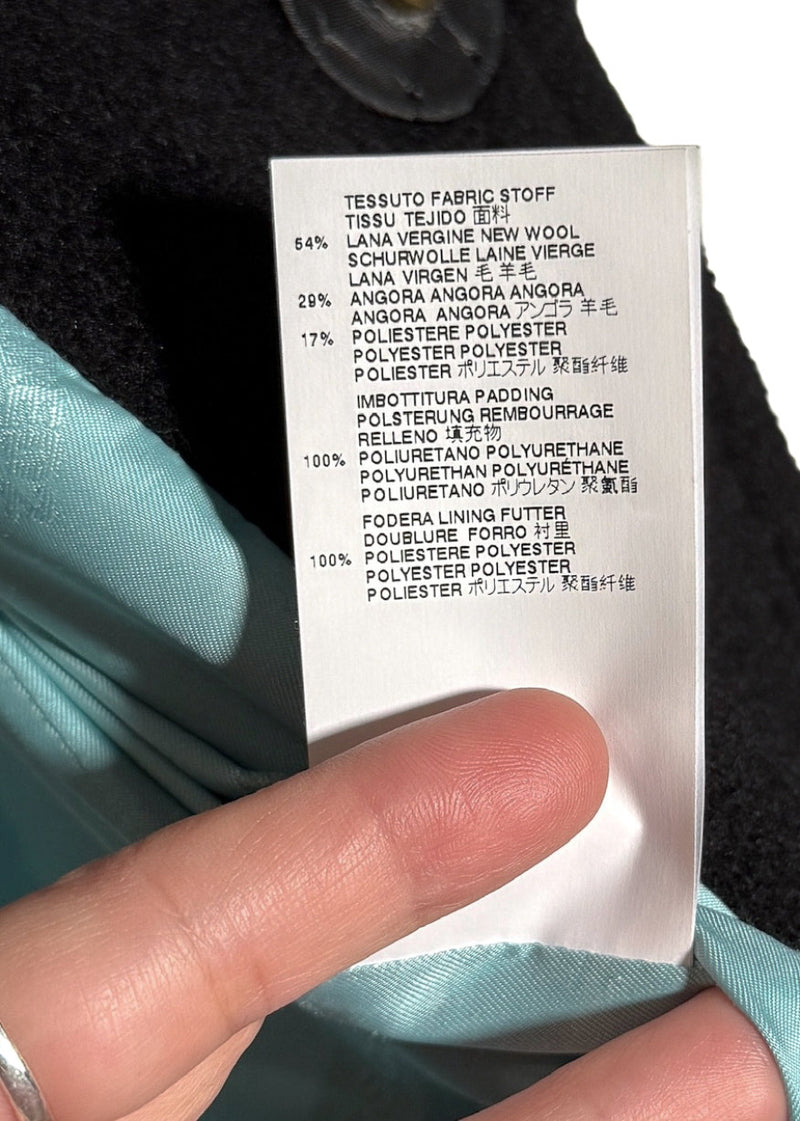 TESSUTO FABRIC STOFF
TISSU TEJIDO 面料
54% LANA VERGINE NEW WOOL
SCHURWOLLE LAINE VIERGE
LANA VIRGEN 毛 羊毛
29% ANGORA ANGORA ANGORA
ANGORA ANGORA アンゴラ 羊毛
17% POLIESTERE POLYESTER
POLYESTER POLYESTER
POLIESTER ポリエステル 聚酯纤维
IMBOTTITURA PADDING
POLSTERUNG REMBOURRAGE
RELLENO 填充物
100% POLIURETANO POLYURETHANE
POLYURETHAN POLYURÉTHANE
POLIURETANO ポリウレタン 聚氨酯
FODERA LINING FUTTER
DOUBLURE FORRO 衬里
100% POLIESTERE POLYESTER
POLYESTER POLYESTER
POLIESTER ポリエステル 聚酯纤维